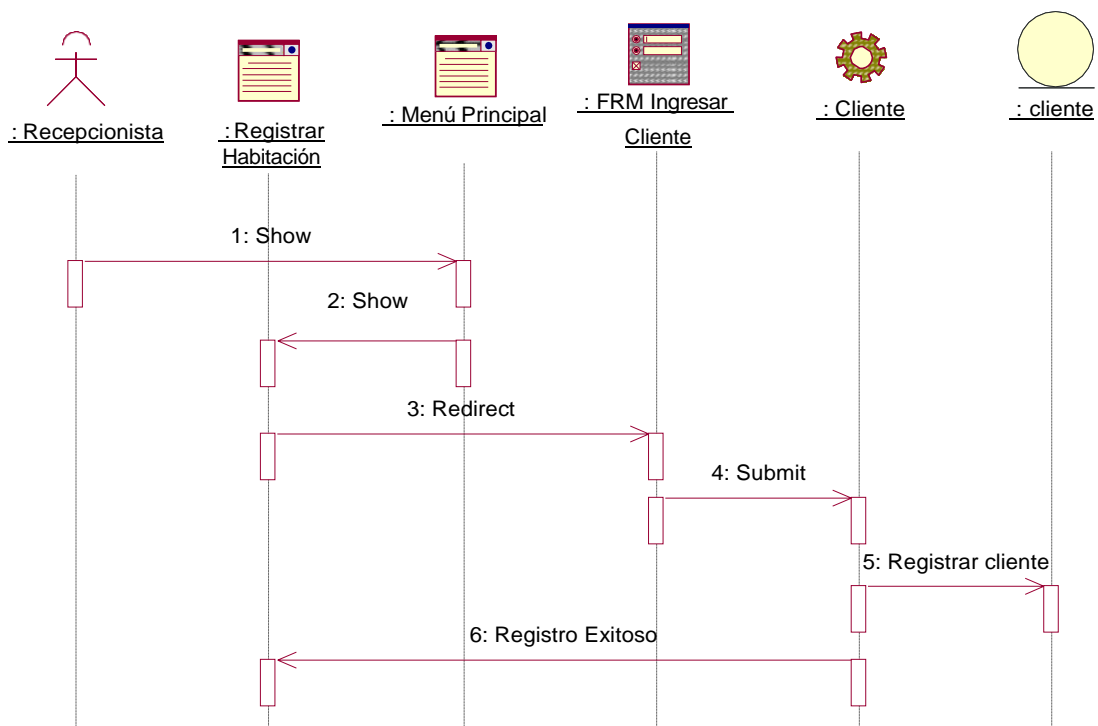 : Recepcionista
: Registrar
Habitación
: Menú Principal
: FRM Ingresar
Cliente
: Cliente
: cliente
1: Show
2: Show
3: Redirect
4: Submit
5: Registrar cliente
6: Registro Exitoso